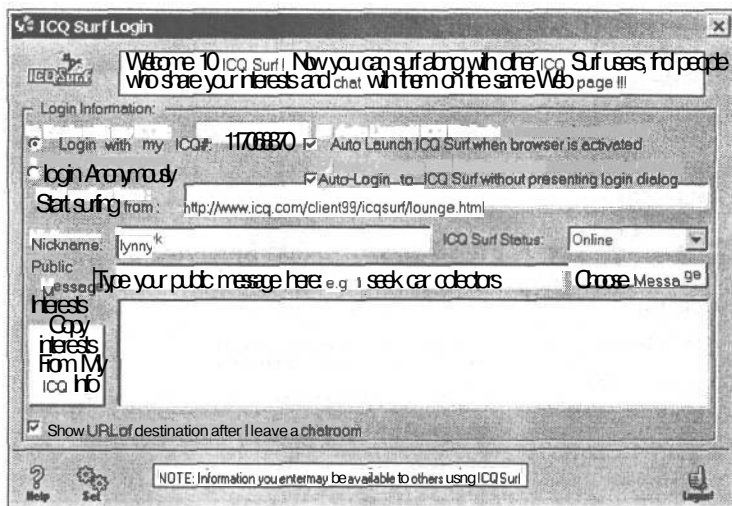 ICQ Surf Login
ICQ Surf
Welcome 10 ICQ Surf! Now you can surf along with other ICQ Surf users, find people
who share your interests and chat with them on the same Web page !!!
Login Information:
Login with my ICQ#: Auto Launch ICQ Surf when browser is activated
login Anonymously
Auto-Login to ICQ Surf without presenting login dialog
Start surfing from: http://www.icq.com/client99/icqsurf/lounge.html
Nickname: lynnyk ICQ Surf Status: Online
Public
Message Type your public message here: e.g I seek car collectors Choose Message
Interests
Copy
interests
From My
ICQ Info
Show URL of destination after I leave a chatroom
Help Set NOTE: Information you enter may be available to others using ICQ Surf